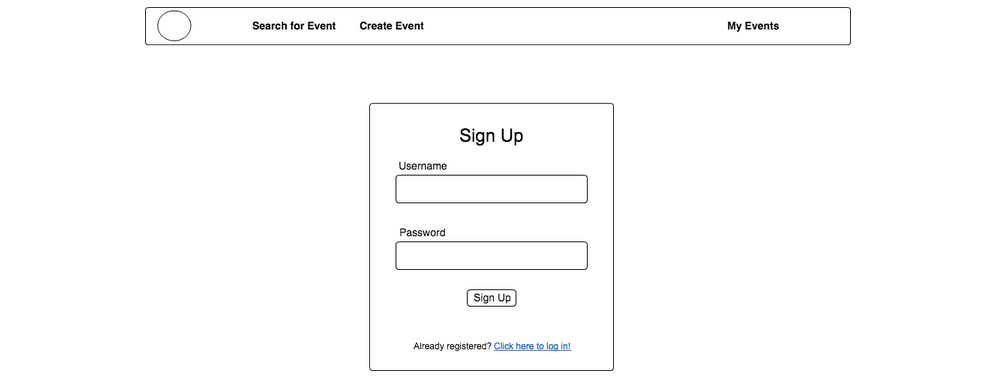 Search for Event Create Event My Events
Sign Up
Username
Password
Sign Up
Already registered? Click here to log in!